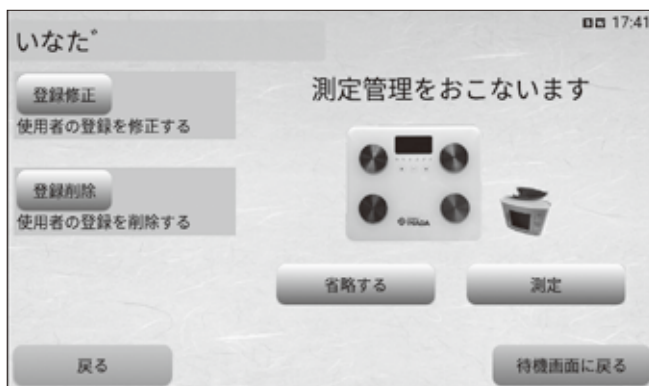 17:41
いなた゛
登録修正
使用者の登録を修正する
登録削除
使用者の登録を削除する
測定管理をおこないます
INADA
省略する
測定
戻る
待機画面に戻る